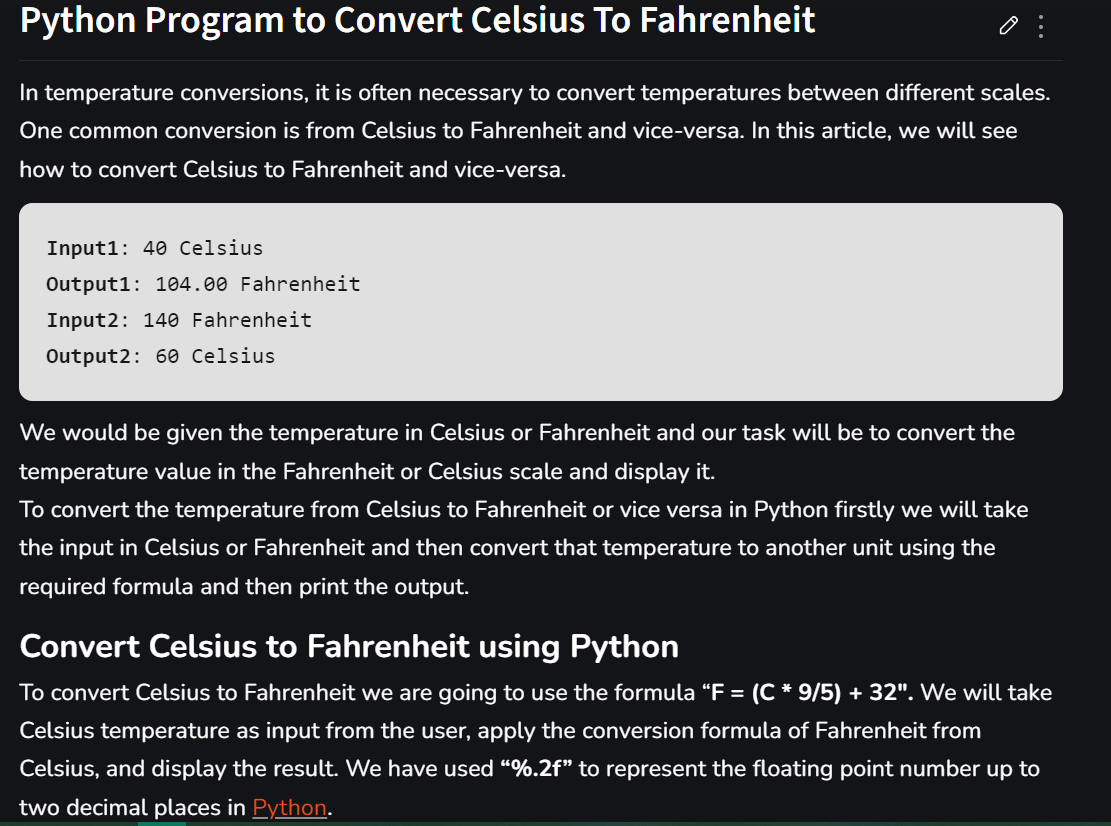 Python Program to Convert Celsius To Fahrenheit
In temperature conversions, it is often necessary to convert temperatures between different scales.
One common conversion is from Celsius to Fahrenheit and vice-versa. In this article, we will see
how to convert Celsius to Fahrenheit and vice-versa.
Input1: 40 Celsius
Output1: 104.00 Fahrenheit
Input2: 140 Fahrenheit
Output2: 60 Celsius
We would be given the temperature in Celsius or Fahrenheit and our task will be to convert the
temperature value in the Fahrenheit or Celsius scale and display it.
To convert the temperature from Celsius to Fahrenheit or vice versa in Python firstly we will take
the input in Celsius or Fahrenheit and then convert that temperature to another unit using the
required formula and then print the output.
Convert Celsius to Fahrenheit using Python
To convert Celsius to Fahrenheit we are going to use the formula “F = (C * 9/5) + 32". We will take
Celsius temperature as input from the user, apply the conversion formula of Fahrenheit from
Celsius, and display the result. We have used “%.2f” to represent the floating point number up to
two decimal places in Python.